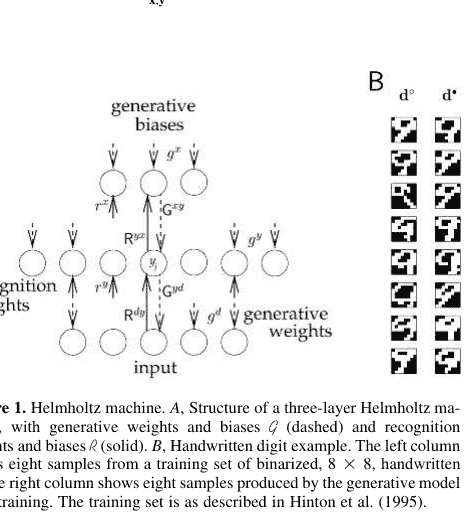 x,y
generative
biases
g^x
r^x
G^xy
R^yx
y_j
g^y
gnition
ghts
r^y
G^yd
R^dy
g^d
generative
weights
input
B
d° d•
re 1. Helmholtz machine. A, Structure of a three-layer Helmholtz ma-
, with generative weights and biases G (dashed) and recognition
nts and biases R (solid). B, Handwritten digit example. The left column
s eight samples from a training set of binarized, 8 × 8, handwritten
e right column shows eight samples produced by the generative model
training. The training set is as described in Hinton et al. (1995).